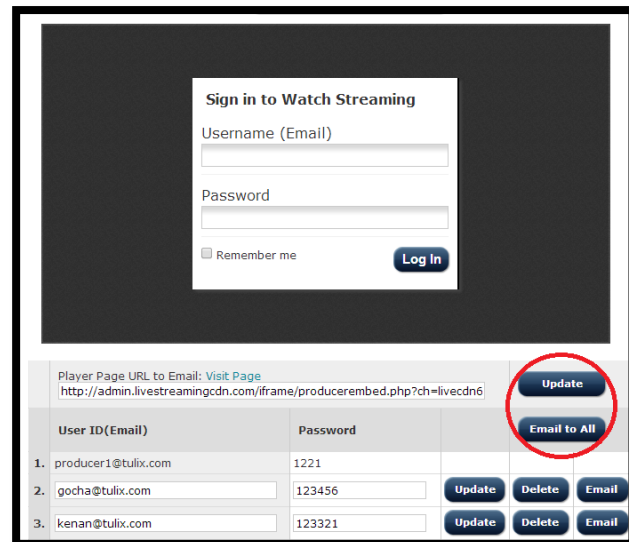 Sign in to Watch Streaming
Username (Email)
Password
Remember me Log In
Player Page URL to Email: Visit Page
http://admin.livestreamingcdn.com/iframe/producerembed.php?ch=livecdn6
Update
User ID(Email) Password Email to All
1. producer1@tulix.com 1221
2. gocha@tulix.com 123456 Update Delete Email
3. kenan@tulix.com 123321 Update Delete Email